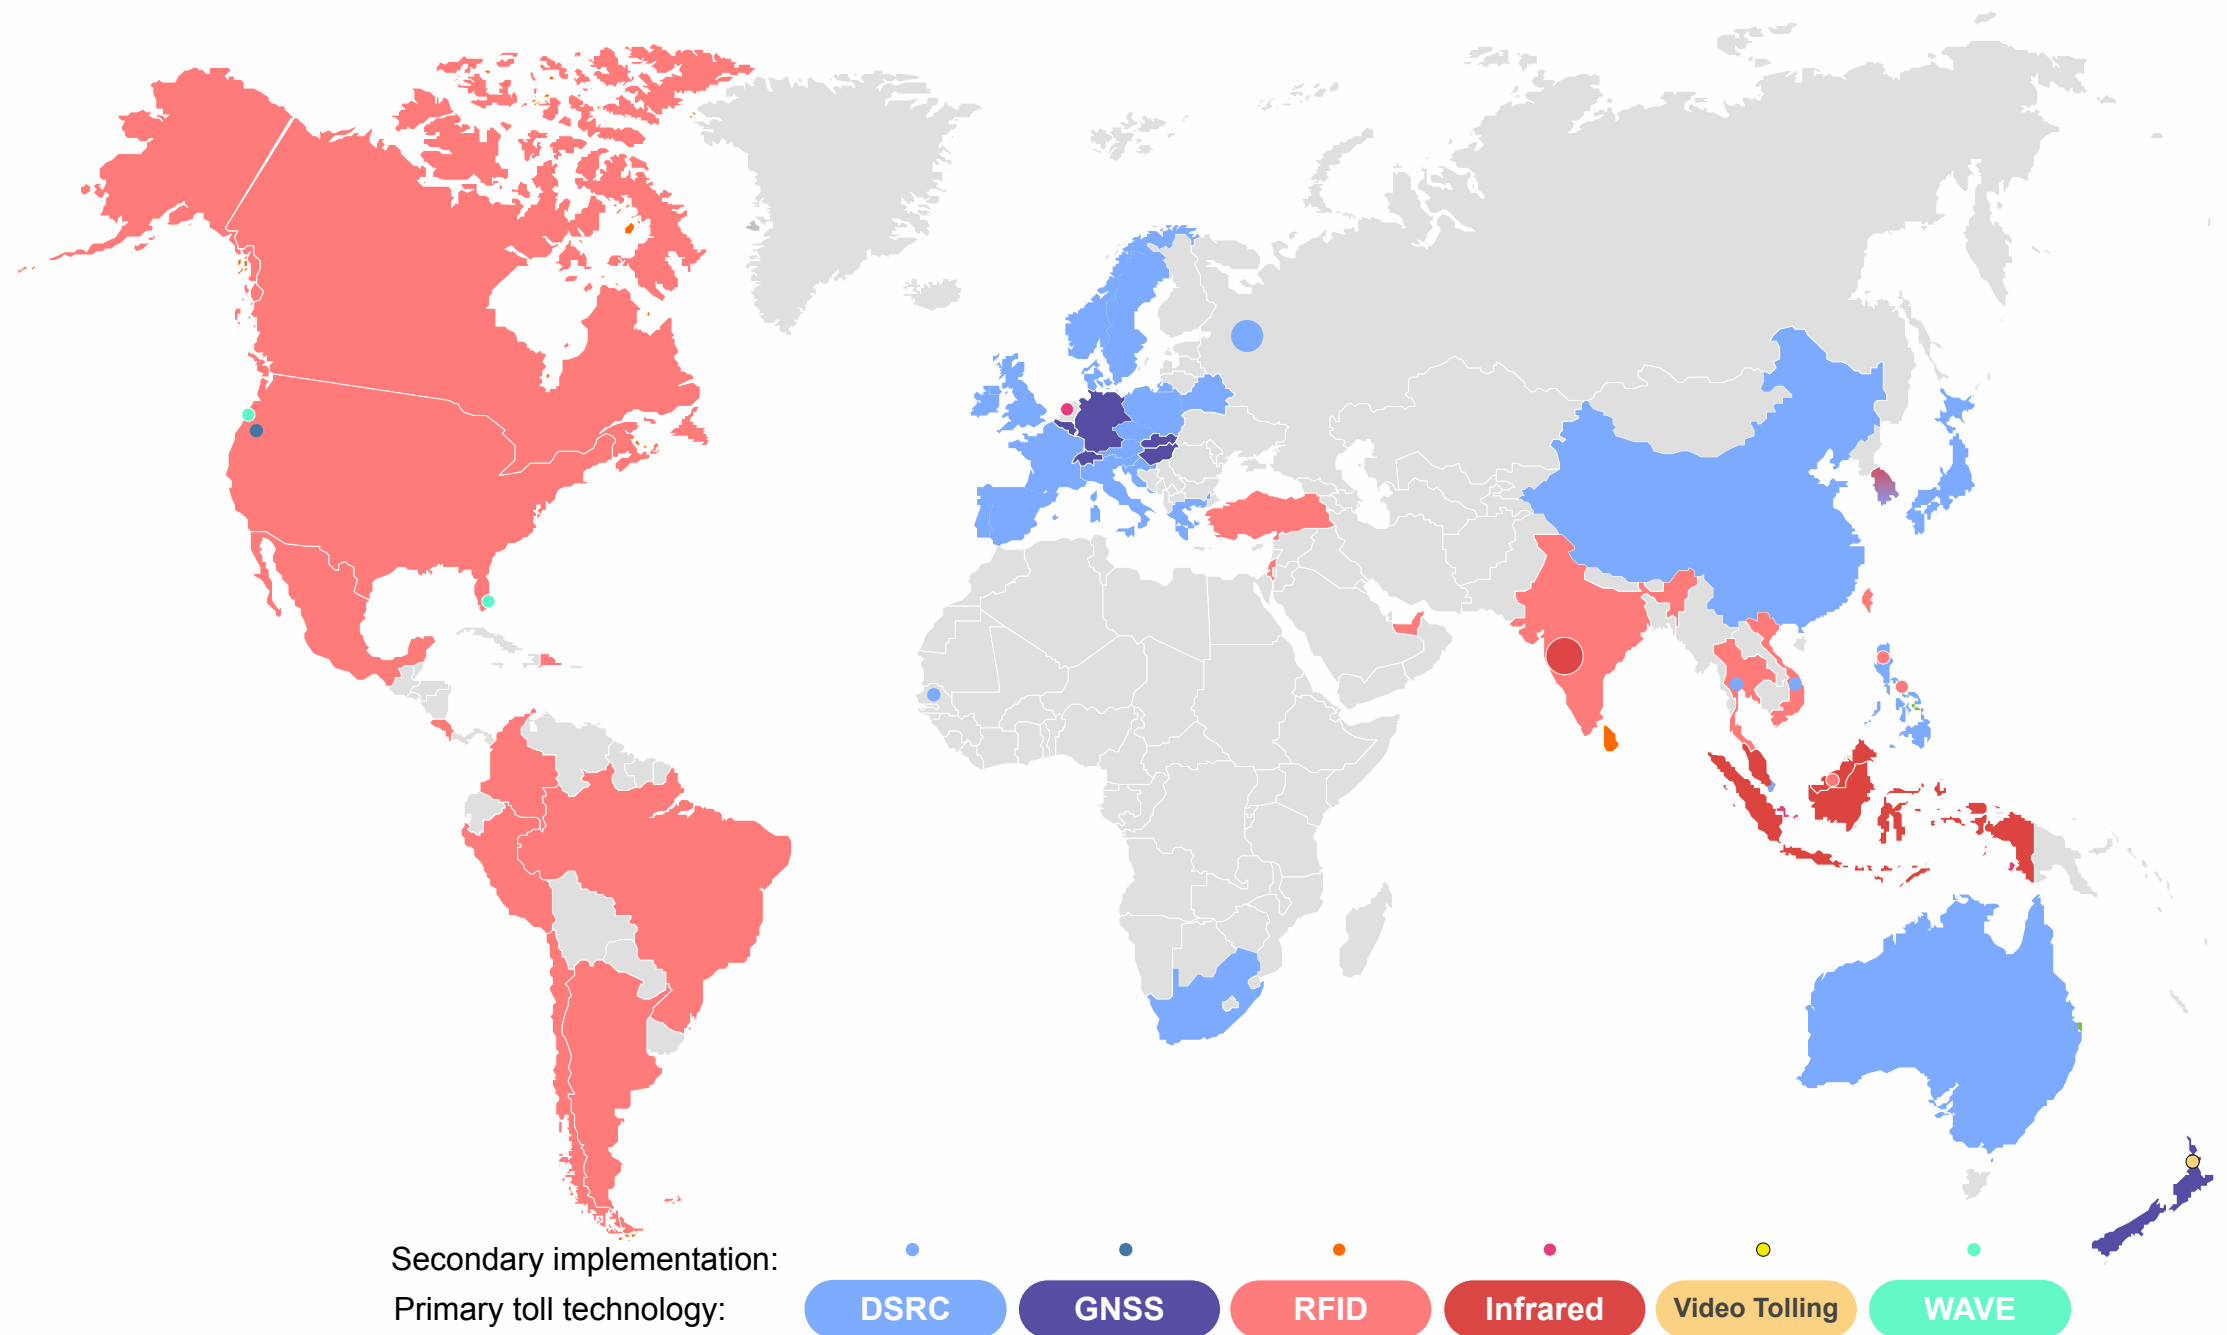 Secondary implementation:
Primary toll technology:
DSRC
GNSS
RFID
Infrared
Video Tolling
WAVE